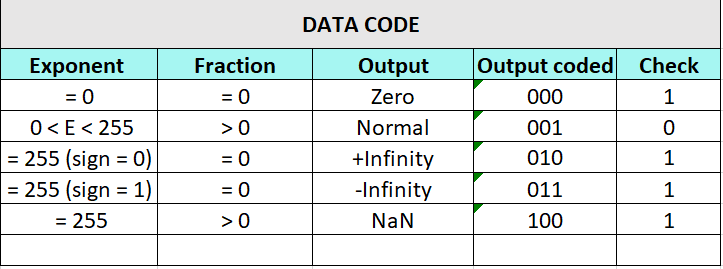 DATA CODE
Exponent Fraction Output Output coded Check
= 0 = 0 Zero 000 1
0 < E < 255 > 0 Normal 001 0
= 255 (sign = 0) = 0 +Infinity 010 1
= 255 (sign = 1) = 0 -Infinity 011 1
= 255 > 0 NaN 100 1